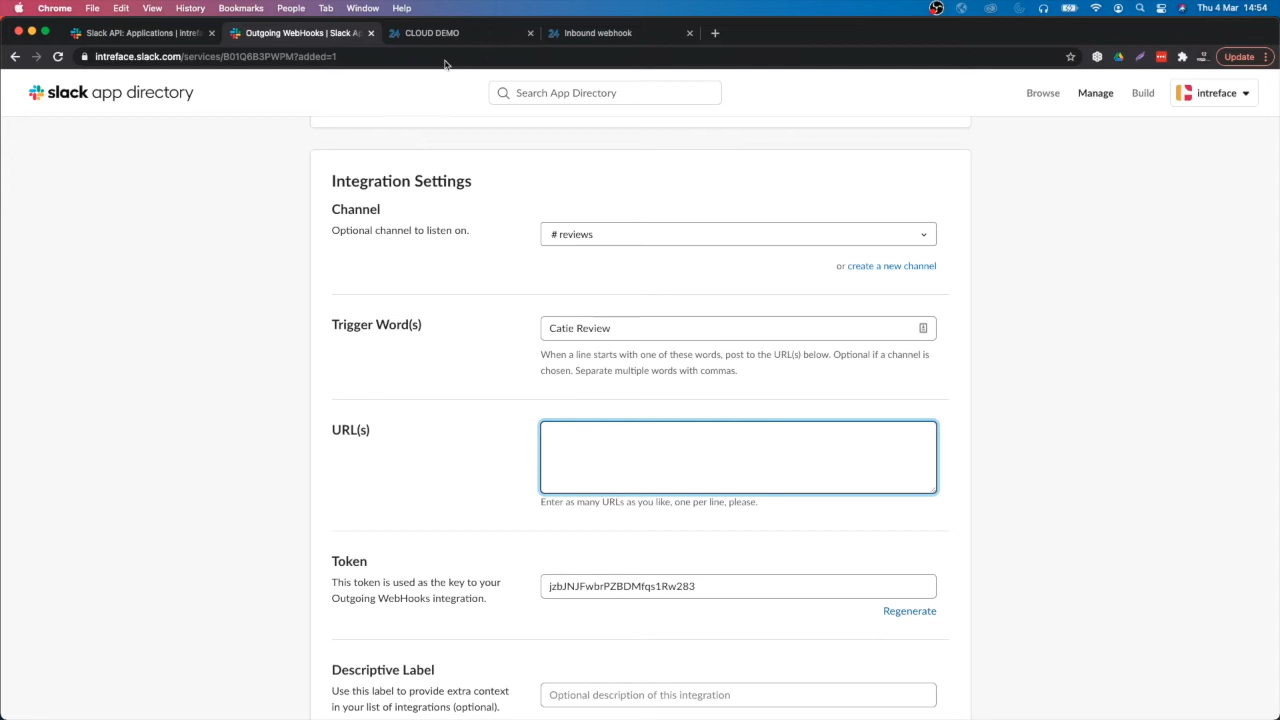 Chrome File Edit View History Bookmarks People Tab Window Help Thu 4 Mar 14:54
Slack API: Applications | intref Outgoing WebHooks | Slack Ap 24 CLOUD DEMO 24 Inbound webhook
intreface.slack.com/services/B01Q6B3PWPM?added=1 Update
slack app directory Search App Directory Browse Manage Build intreface
Integration Settings
Channel
Optional channel to listen on.
# reviews
or create a new channel
Trigger Word(s)
Catie Review
When a line starts with one of these words, post to the URL(s) below. Optional if a channel is
chosen. Separate multiple words with commas.
URL(s)
Enter as many URLs as you like, one per line, please.
Token
This token is used as the key to your
Outgoing WebHooks integration.
jzbJNJFwbrPZBDMfqs1Rw283
Regenerate
Descriptive Label
Use this label to provide extra context
in your list of integrations (optional).
Optional description of this integration